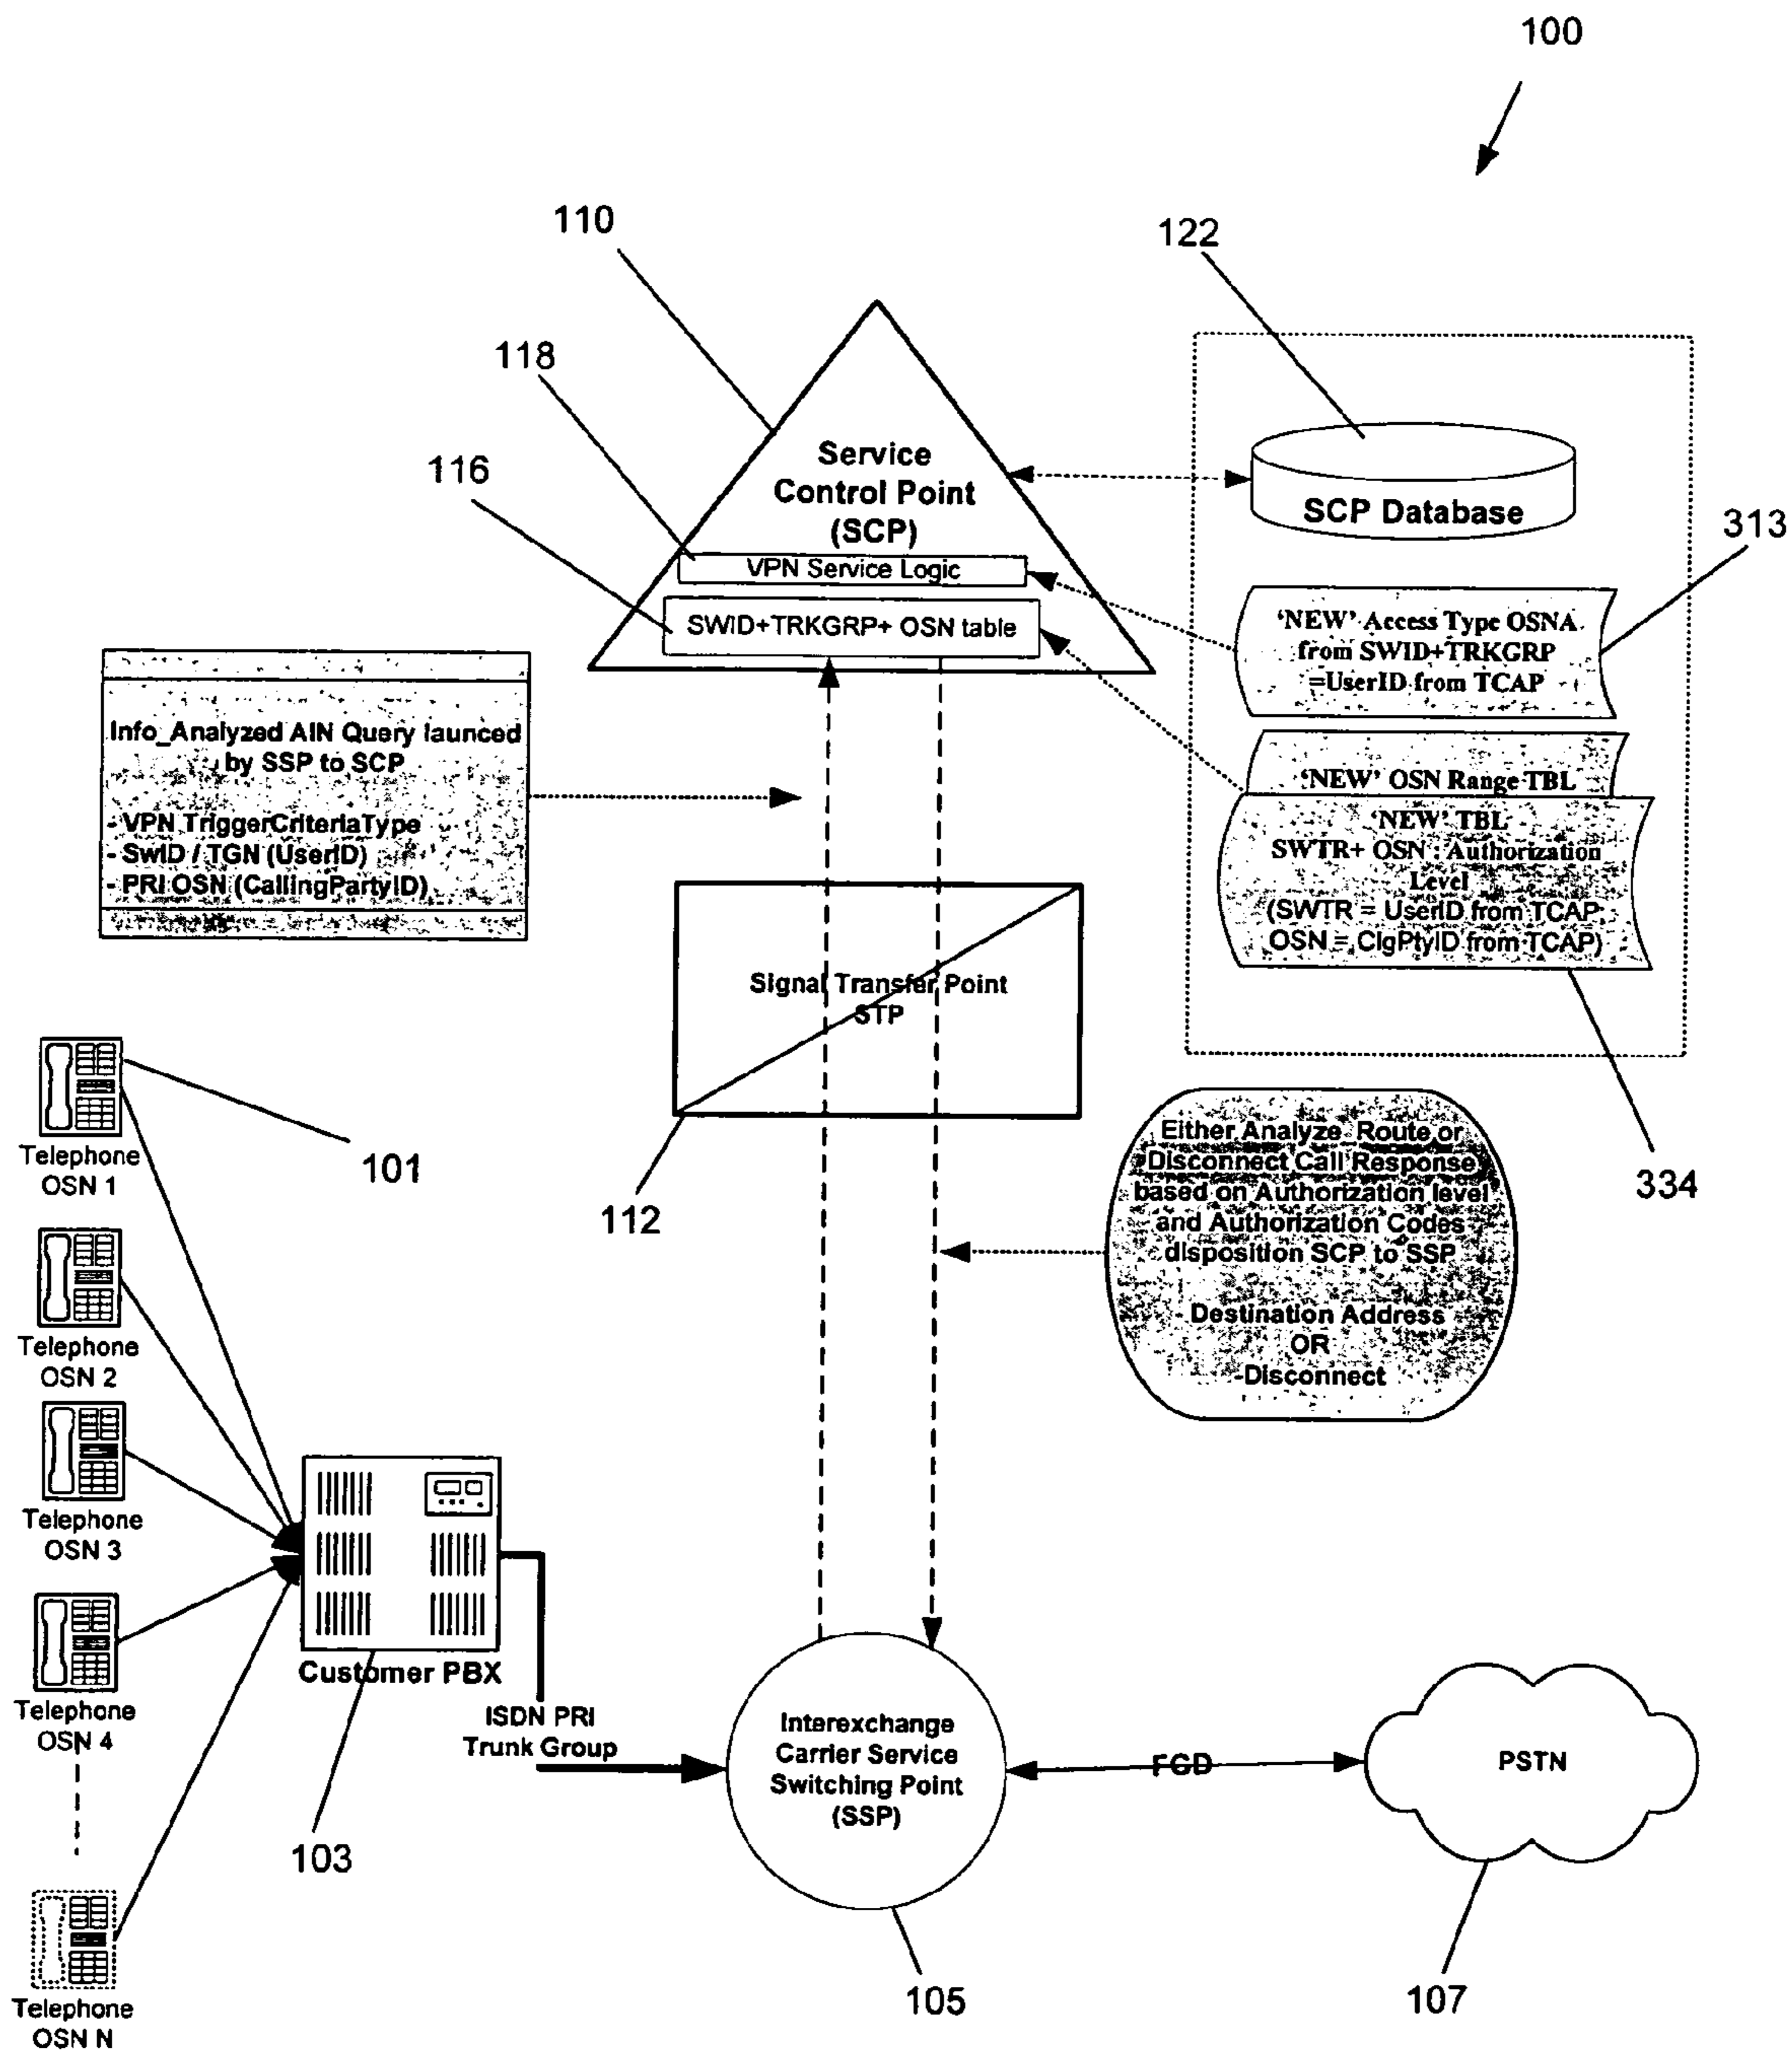 100
110
122
118
116
Service
Control Point
(SCP)
VPN Service Logic
SWID+TRKGRP+ OSN table
SCP Database
313
'NEW' Access Type OSNA
from SWID+TRKGRP
=UserID from TCAP
'NEW' OSN Range TBL
'NEW' TBL
SWTR+ OSN : Authorization
Level
(SWTR = UserID from TCAP
OSN = ClgPtyID from TCAP)
334
Info_Analyzed AIN Query launced
by SSP to SCP
- VPN TriggerCriteriaType
- SwID / TGN (UserID)
- PRI OSN (CallingPartyID)
Signal Transfer Point
STP
112
Either Analyze_Route or
Disconnect Call Response
based on Authorization level
and Authorization Codes
disposition SCP to SSP
- Destination Address
OR
-Disconnect
Telephone
OSN 1
101
Telephone
OSN 2
Telephone
OSN 3
Telephone
OSN 4
Telephone
OSN N
Customer PBX
103
ISDN PRI
Trunk Group
Interexchange
Carrier Service
Switching Point
(SSP)
105
FGD
PSTN
107